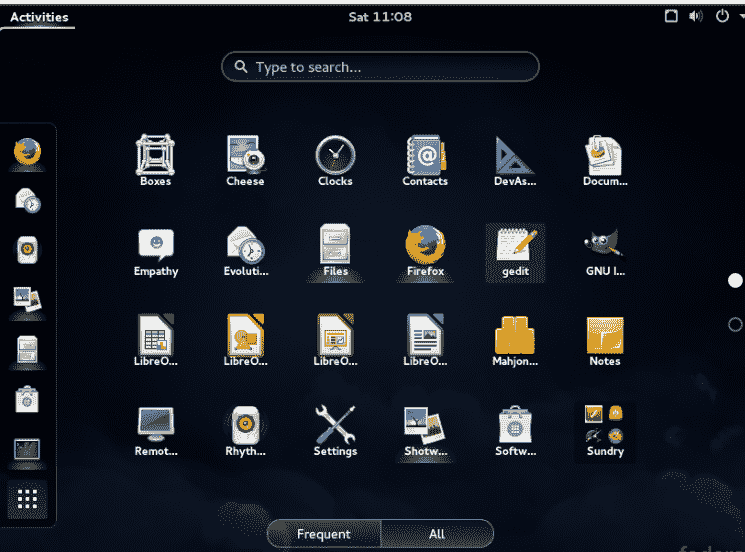 Activities
Sat 11:08
Type to search...
Boxes
Cheese
Clocks
Contacts
DevAs...
Docum...
Empathy
Evoluti...
Files
Firefox
gedit
GNU I...
LibreO...
LibreO...
LibreO...
LibreO...
Mahjon...
Notes
Remot...
Rhyth...
Settings
Shotw...
Softw...
Sundry
Frequent
All